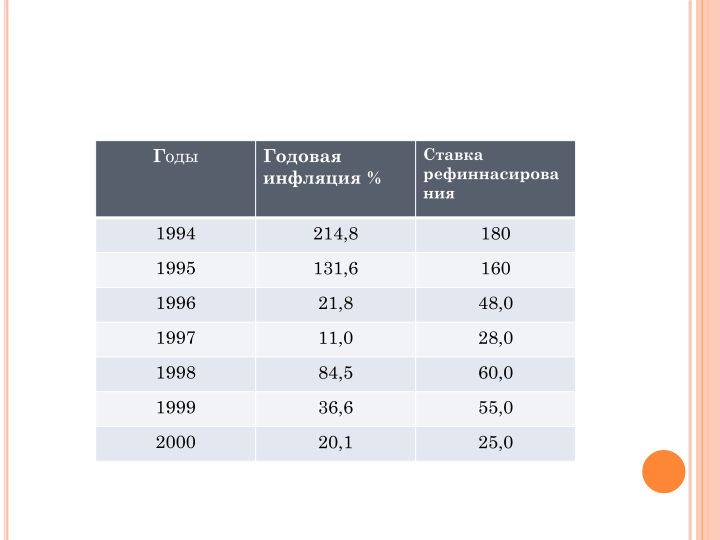 Годы
Годовая
инфляция %
Ставка
рефиннасирова
ния
1994 214,8 180
1995 131,6 160
1996 21,8 48,0
1997 11,0 28,0
1998 84,5 60,0
1999 36,6 55,0
2000 20,1 25,0